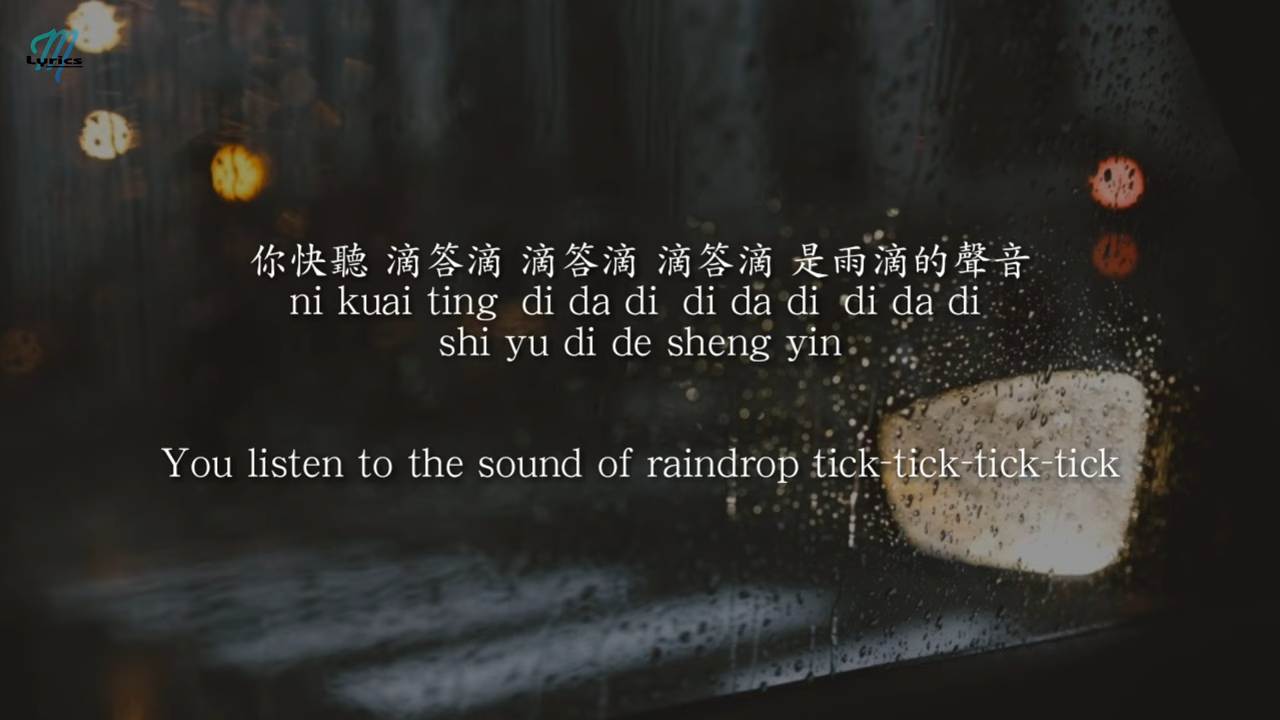 M
Lyrics
你快聽 滴答滴 滴答滴 滴答滴 是雨滴的聲音
ni kuai ting  di da di  di da di  di da di
shi yu di de sheng yin
You listen to the sound of raindrop tick-tick-tick-tick